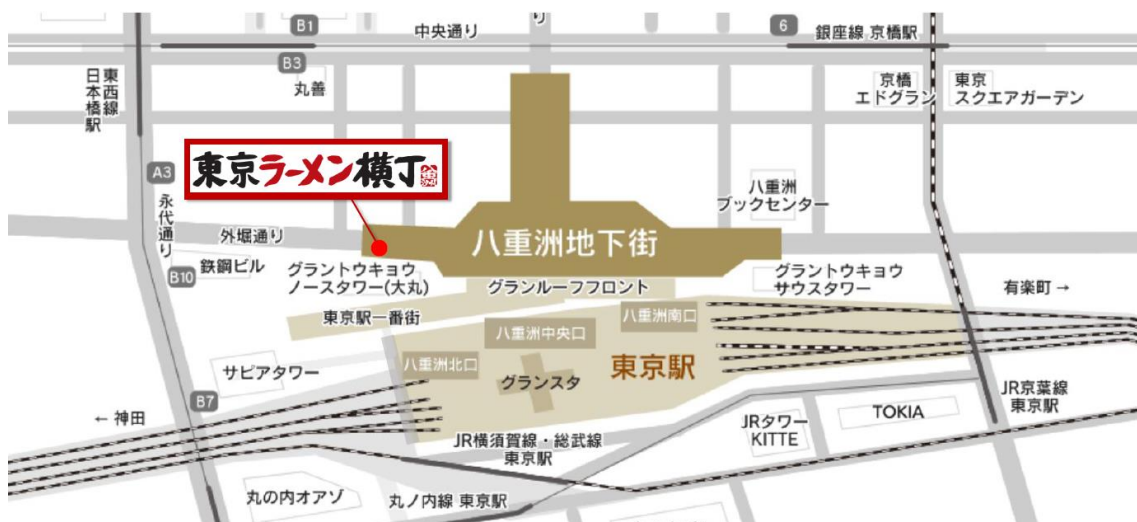 B1
中央通り
り
6
銀座線 京橋駅
B3
丸善
東西線
日本橋駅
京橋
エドグラン
東京
スクエアガーデン
A3
東京ラーメン横丁
八重洲
ブックセンター
永代通り
外堀通り
八重洲地下街
B10
鉄鋼ビル
グラントウキョウ
ノースタワー(大丸)
グランルーフフロント
グラントウキョウ
サウスタワー
有楽町 →
東京駅一番街
八重洲南口
八重洲中央口
サピアタワー
八重洲北口
グランスタ
東京駅
B7
← 神田
JR京葉線
東京駅
JRタワー
KITTE
TOKIA
JR横須賀線・総武線
東京駅
丸の内オアゾ
丸ノ内線 東京駅